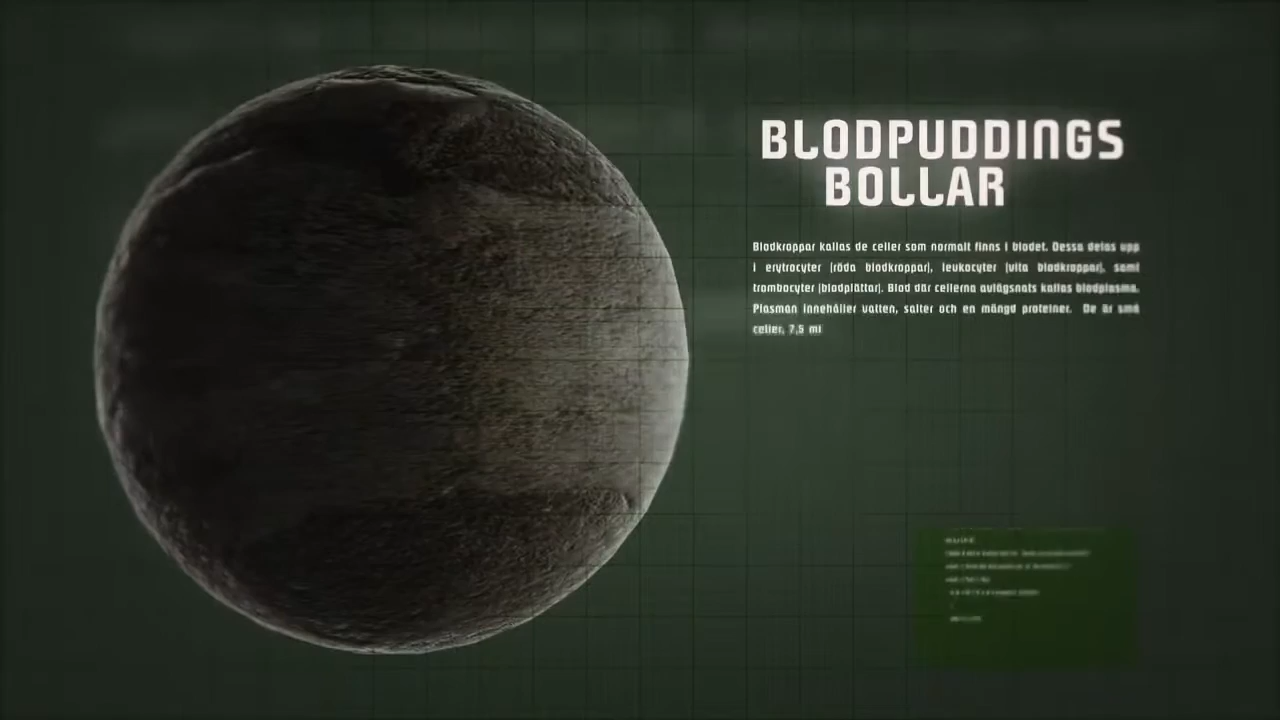 BLODPUDDINGS
BOLLAR
Blodkroppar kallas de celler som normalt finns i blodet. Dessa delas upp
i erytrocyter (röda blodkroppar), leukocyter (vita blodkroppar), samt
trombocyter (blodplättar). Blod där cellerna avlägsnats kallas blodplasma.
Plasman innehåller vatten, salter och en mängd proteiner. De är små
celler, 7,5 ml